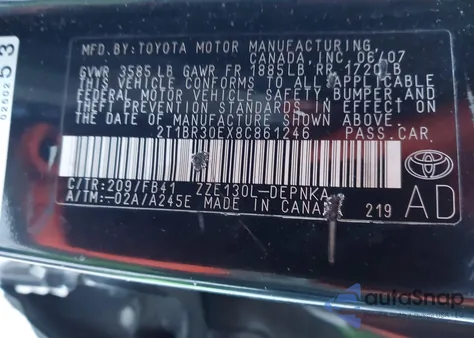 0250253
MFD. BY: TOYOTA MOTOR MANUFACTURING,
CANADA, INC. 06/07
GVWR 3585 LB GAWR FR 1895LB RR 1720LB
THIS VEHICLE CONFORMS TO ALL APPLICABLE
FEDERAL MOTOR VEHICLE SAFETY, BUMPER AND
THEFT PREVENTION STANDARDS IN EFFECT ON
THE DATE OF MANUFACTURE SHOWN ABOVE.
2T1BR30EX8C861246 PASS. CAR
C/TR: 209/FB41 ZZE130L-DEPNKA
A/TM: -02A/A245E MADE IN CANADA 219
TOYOTA
AD
autoSnap